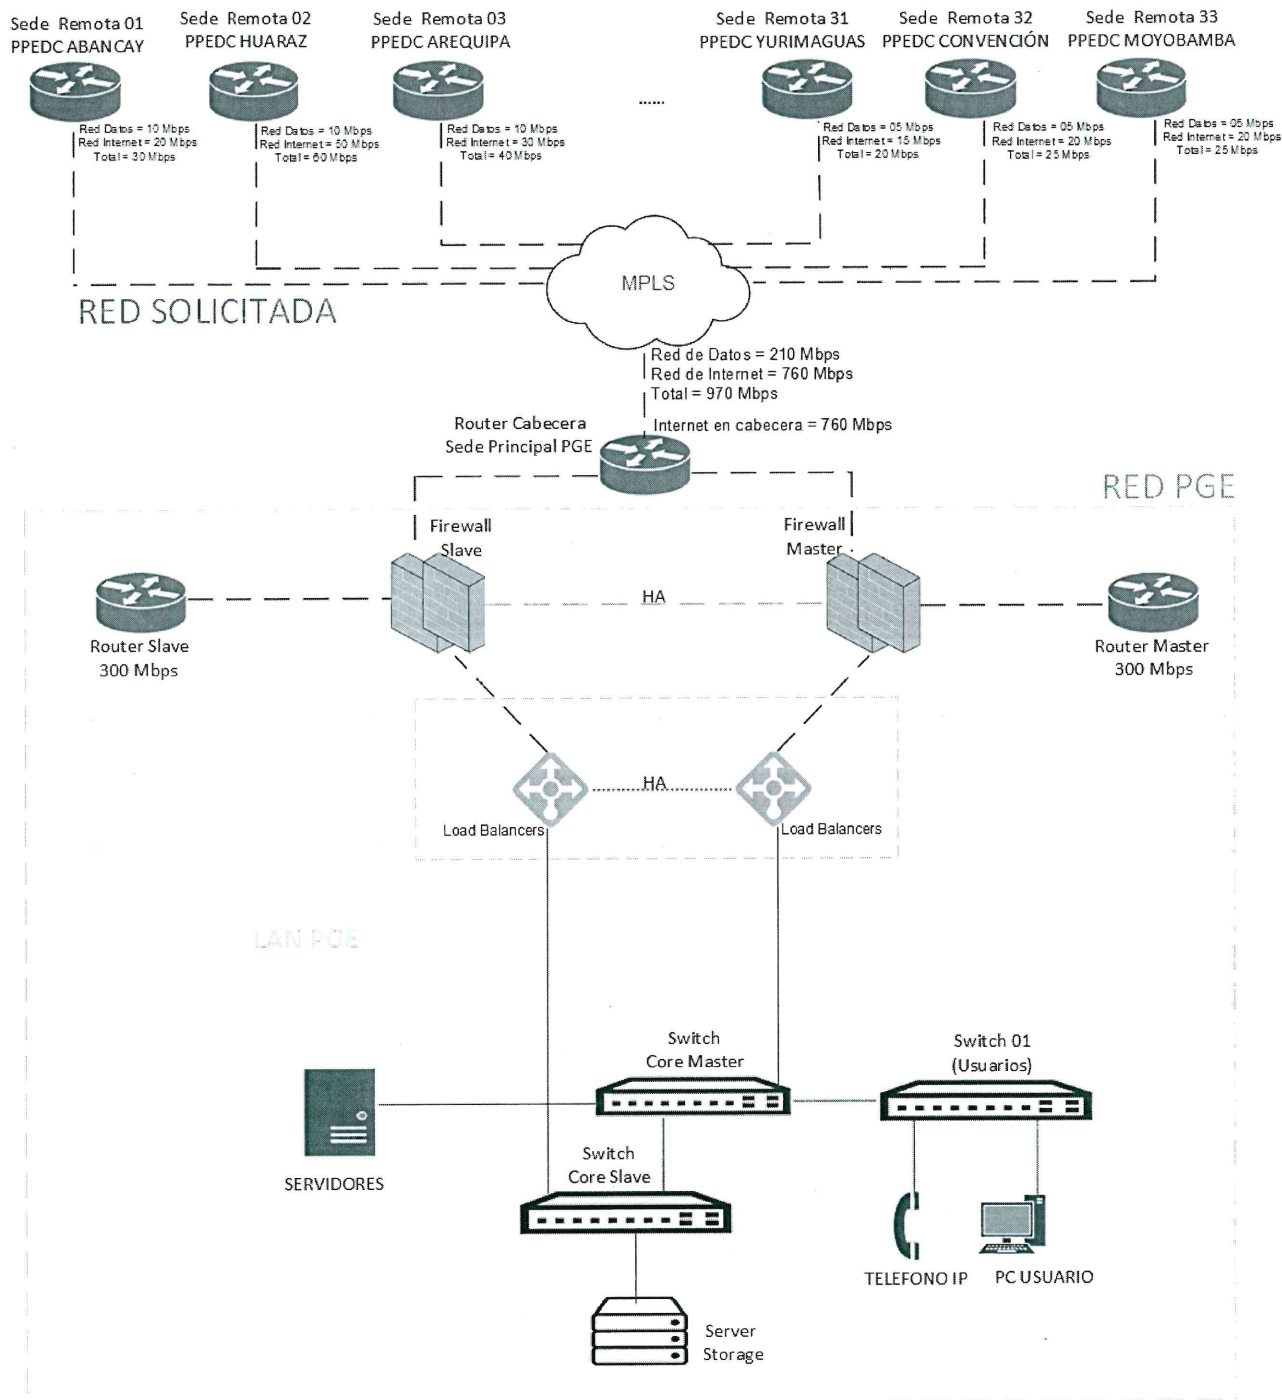 Sede Remota 01
PPEDC ABANCAY
Sede Remota 02
PPEDC HUARAZ
Sede Remota 03
PPEDC AREQUIPA
Sede Remota 31
PPEDC YURIMAGUAS
Sede Remota 32
PPEDC CONVENCIÓN
Sede Remota 33
PPEDC MOYOBAMBA
......
Red Datos = 10 Mbps
Red Internet = 20 Mbps
Total = 30 Mbps
Red Datos = 10 Mbps
Red Internet = 50 Mbps
Total = 60 Mbps
Red Datos = 10 Mbps
Red Internet = 30 Mbps
Total = 40 Mbps
Red Datos = 05 Mbps
Red Internet = 15 Mbps
Total = 20 Mbps
Red Datos = 05 Mbps
Red Internet = 20 Mbps
Total = 25 Mbps
Red Datos = 05 Mbps
Red Internet = 20 Mbps
Total = 25 Mbps
MPLS
RED SOLICITADA
Red de Datos = 210 Mbps
Red de Internet = 760 Mbps
Total = 970 Mbps
Router Cabecera
Sede Principal PGE
Internet en cabecera = 760 Mbps
RED PGE
Firewall
Slave
Firewall
Master
HA
Router Slave
300 Mbps
Router Master
300 Mbps
HA
Load Balancers
Load Balancers
LAN PGE
Switch
Core Master
Switch 01
(Usuarios)
SERVIDORES
Switch
Core Slave
TELEFONO IP
PC USUARIO
Server
Storage